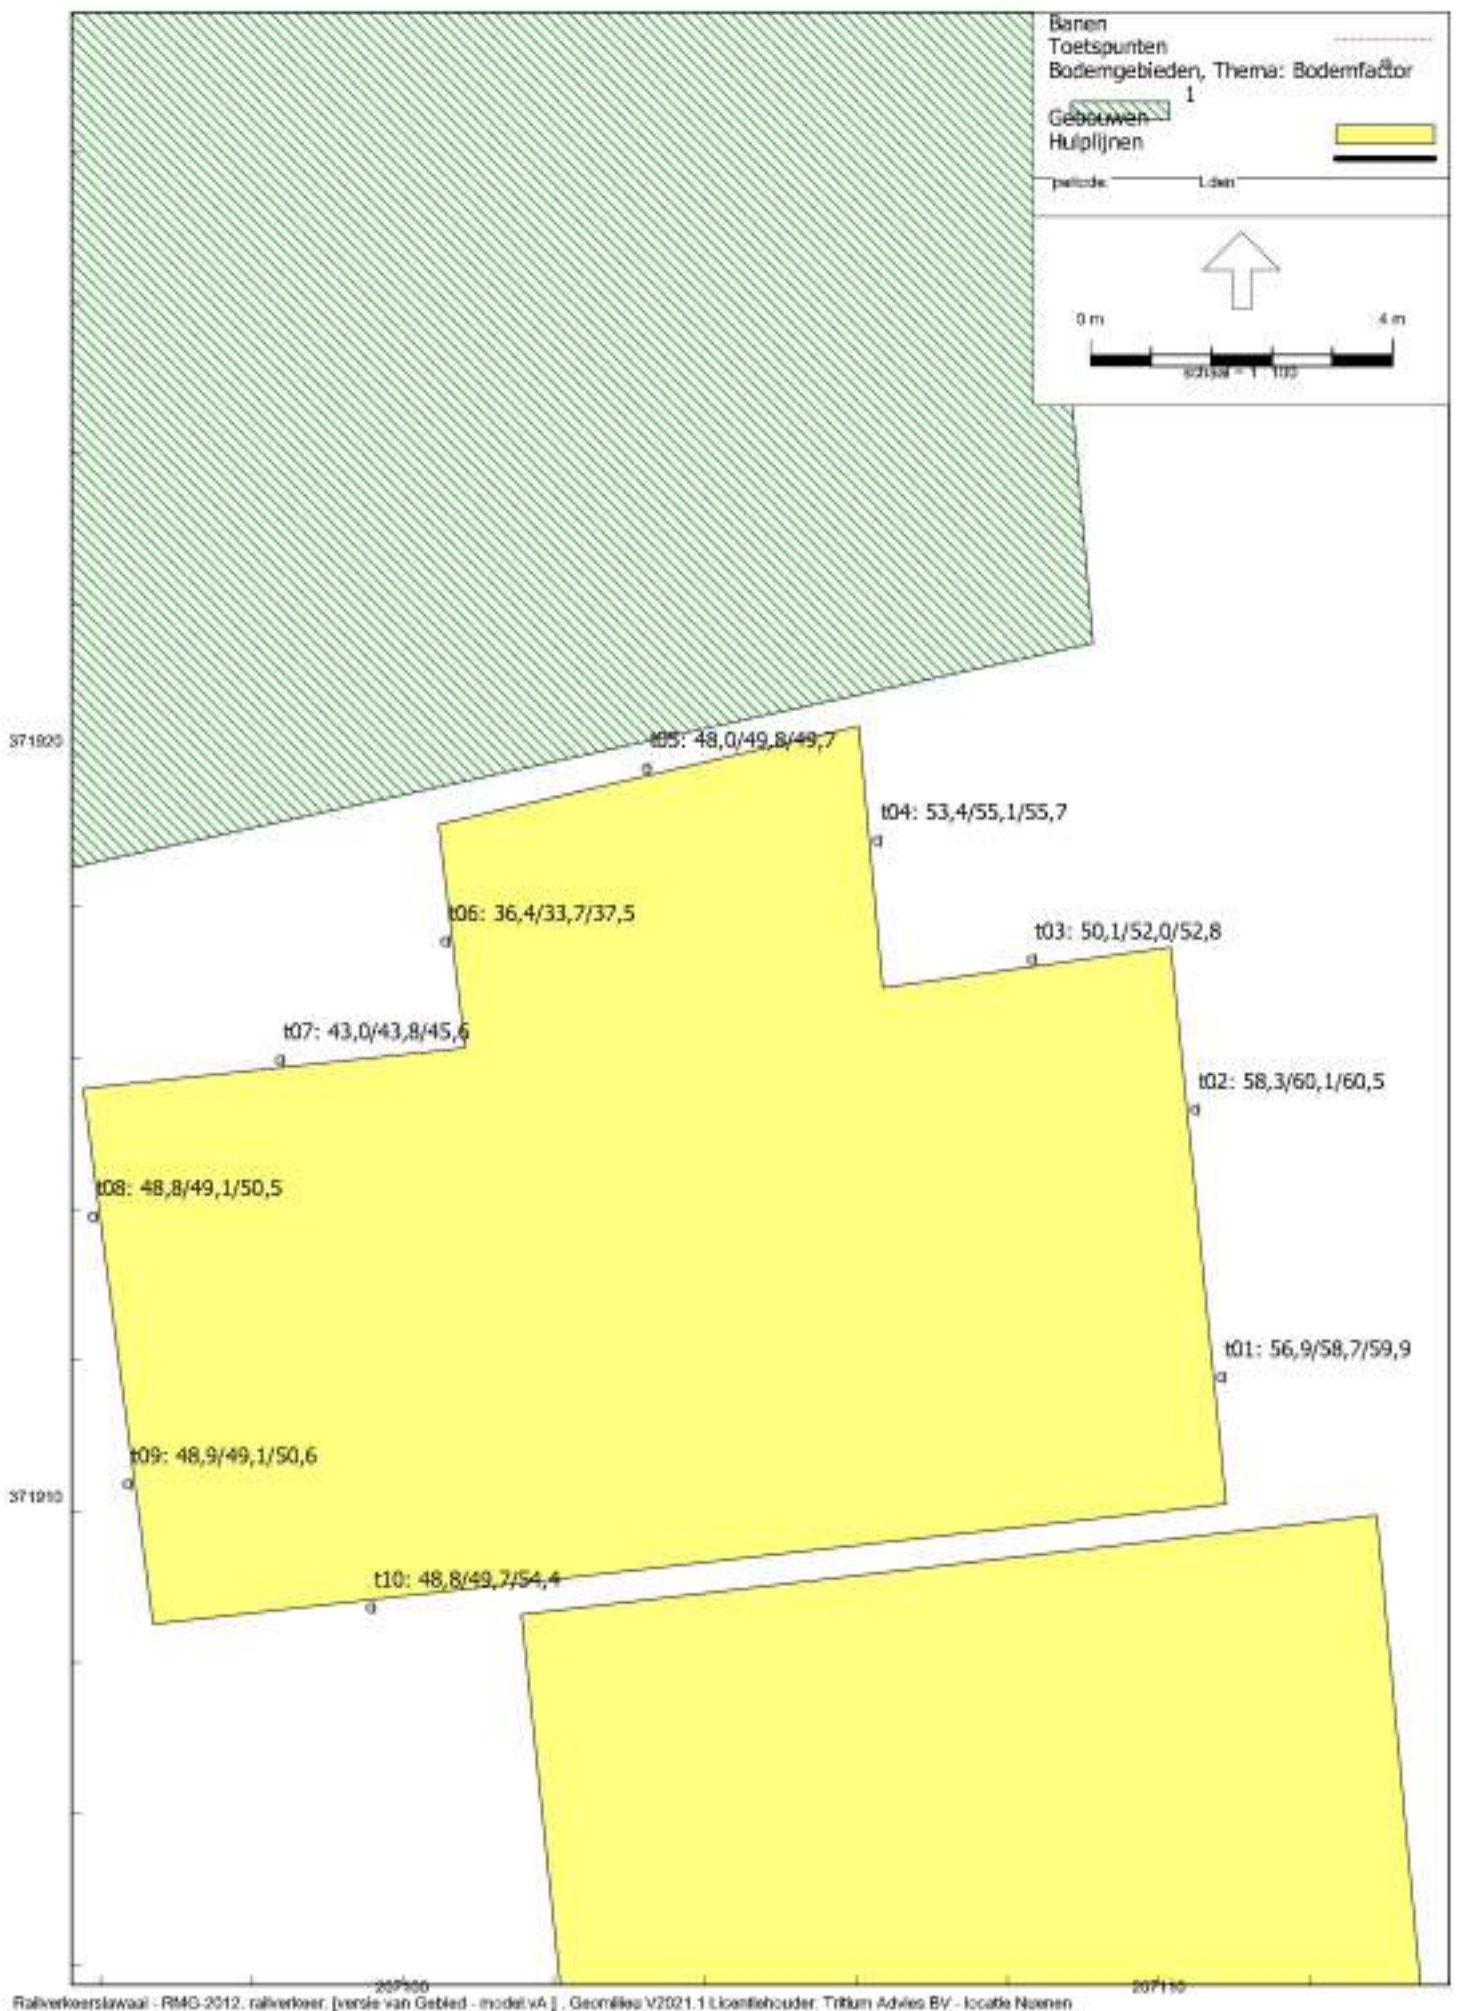 Banen
Toetspunten
Bodemgebieden, Thema: Bodemfactor
1
Gebouwen
Hulplijnen
periode: Lden
0 m 4 m
schaal = 1 : 100
371920
t05: 48,0/49,8/49,7
t04: 53,4/55,1/55,7
t06: 36,4/33,7/37,5
t03: 50,1/52,0/52,8
t07: 43,0/43,8/45,6
t02: 58,3/60,1/60,5
t08: 48,8/49,1/50,5
t01: 56,9/58,7/59,9
t09: 48,9/49,1/50,6
371910
t10: 48,8/49,7/54,4
207100 207110
Railverkeerslawaai - RMG-2012, railverkeer, [versie van Gebied - model vA ] , Geomilieu V2021.1 Licentiehouder: Tritium Advies BV - locatie Nuenen